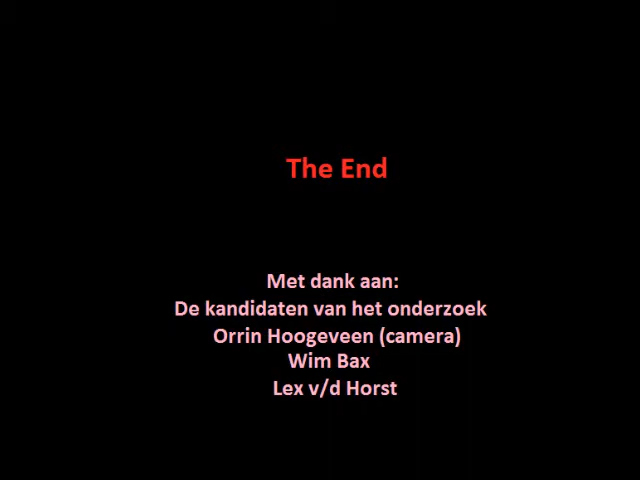 The End
Met dank aan:
De kandidaten van het onderzoek
Orrin Hoogeveen (camera)
Wim Bax
Lex v/d Horst